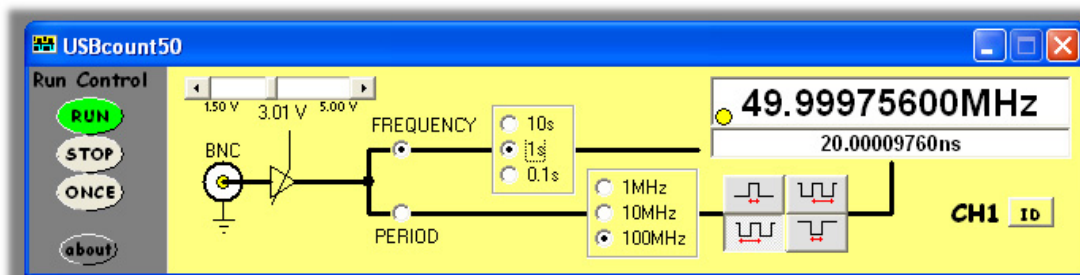 USBcount50
Run Control
RUN
STOP
ONCE
about
1.50 V
3.01 V
5.00 V
BNC
FREQUENCY
10s
1s
0.1s
PERIOD
1MHz
10MHz
100MHz
49.99975600MHz
20.00009760ns
CH1
ID